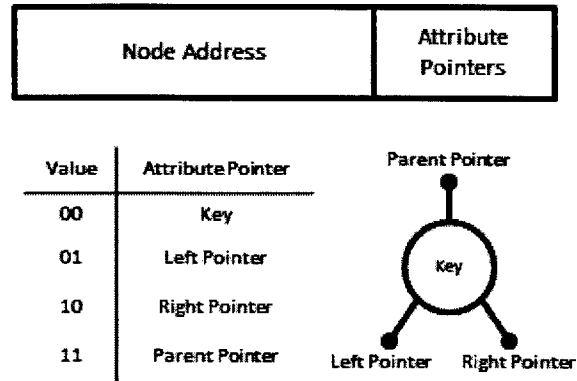 Node Address
Attribute
Pointers
Value Attribute Pointer
00 Key
01 Left Pointer
10 Right Pointer
11 Parent Pointer
Parent Pointer
Key
Left Pointer Right Pointer